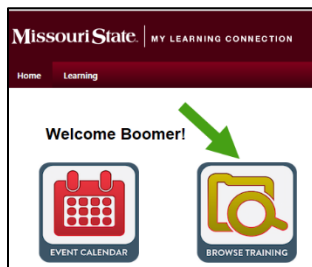 Missouri State. | MY LEARNING CONNECTION
Home Learning
Welcome Boomer!
EVENT CALENDAR BROWSE TRAINING